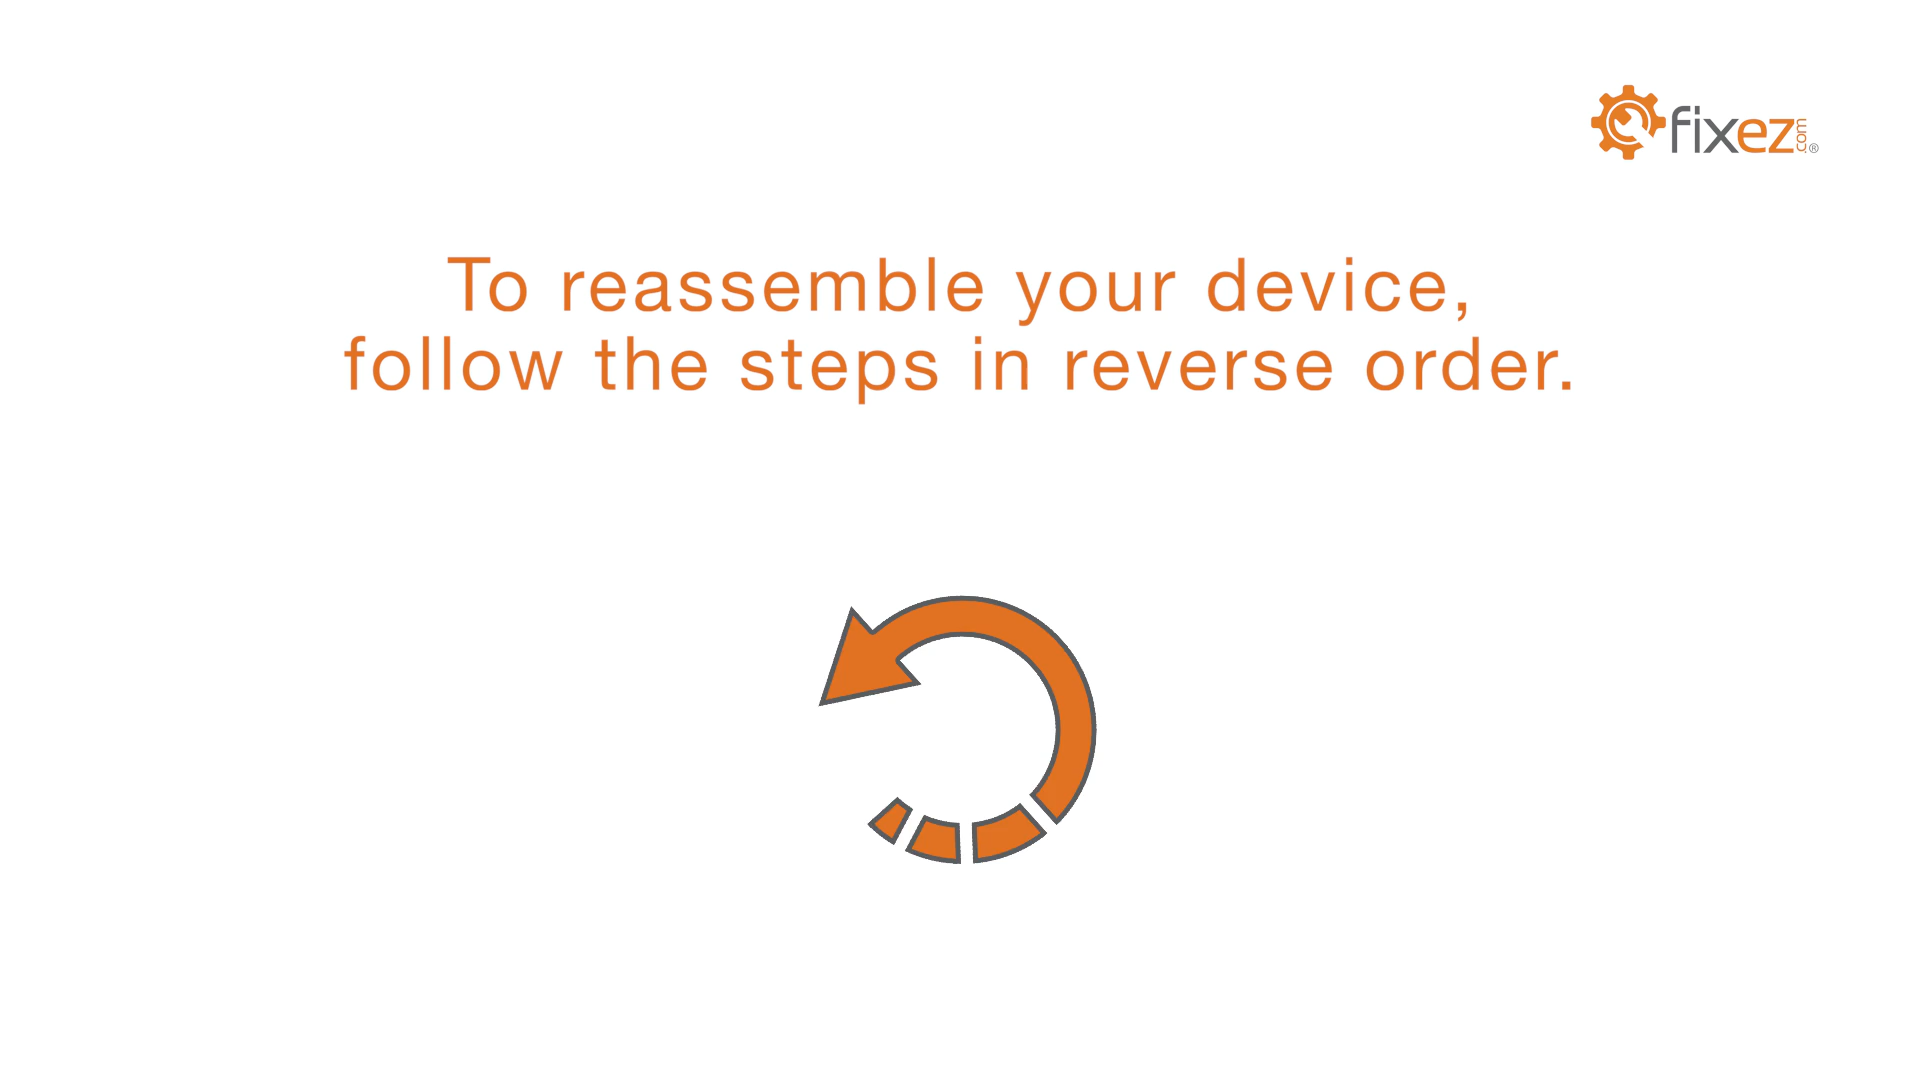 fixez.com®
To reassemble your device,
follow the steps in reverse order.